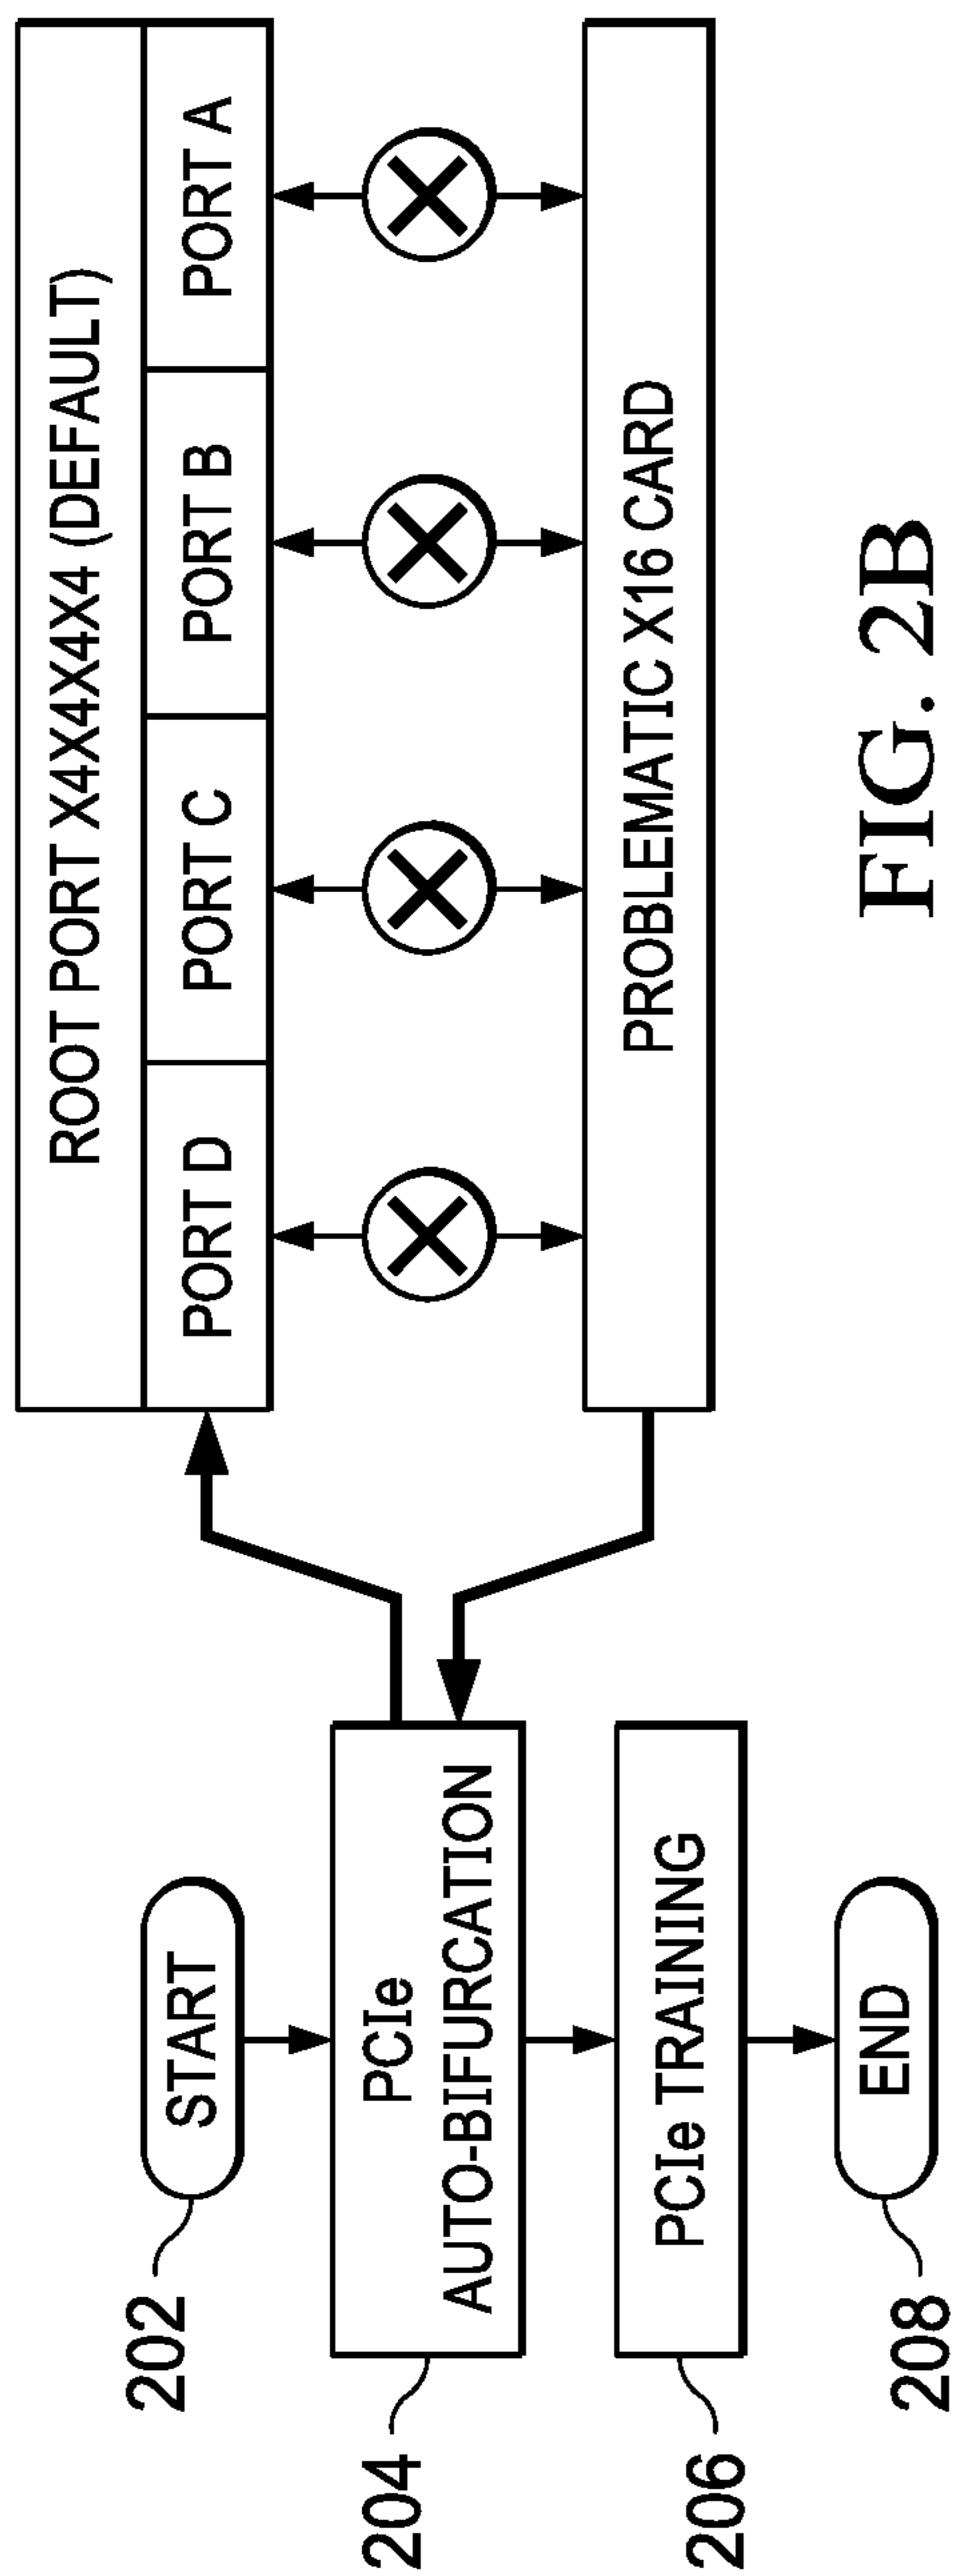 202
START
204
PCIe
AUTO-BIFURCATION
206
PCIe TRAINING
208
END
ROOT PORT X4X4X4X4 (DEFAULT)
PORT D
PORT C
PORT B
PORT A
PROBLEMATIC X16 CARD
FIG. 2B